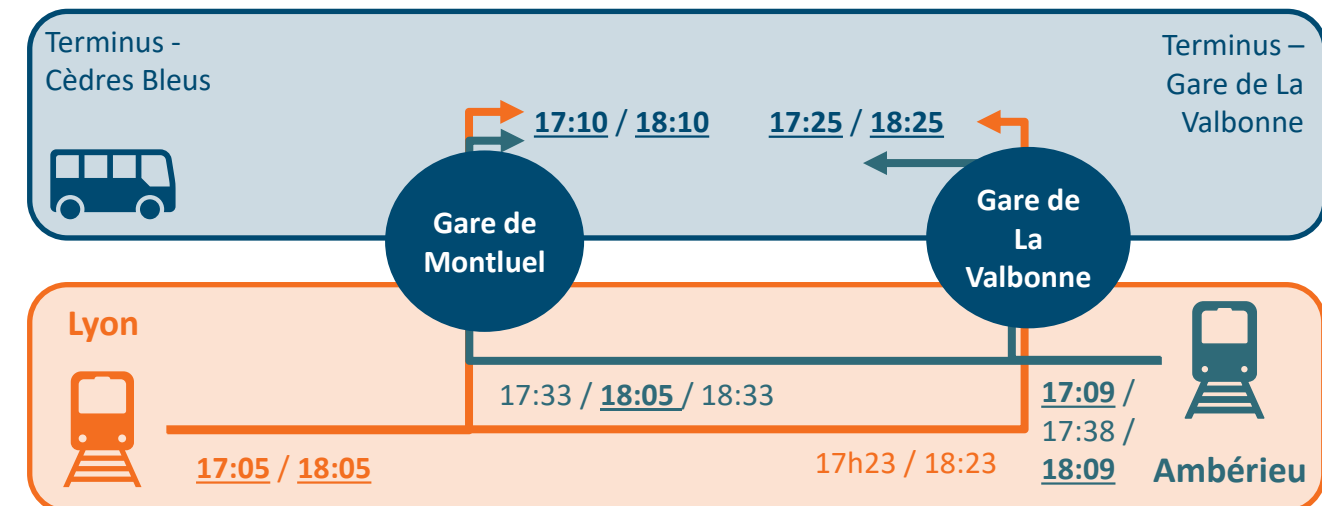 Terminus -
Cèdres Bleus
Terminus –
Gare de La
Valbonne
17:10 / 18:10
17:25 / 18:25
Gare de
Montluel
Gare de
La
Valbonne
Lyon
17:33 / 18:05 / 18:33
17:09 /
17:38 /
18:09
17:05 / 18:05
17h23 / 18:23
Ambérieu